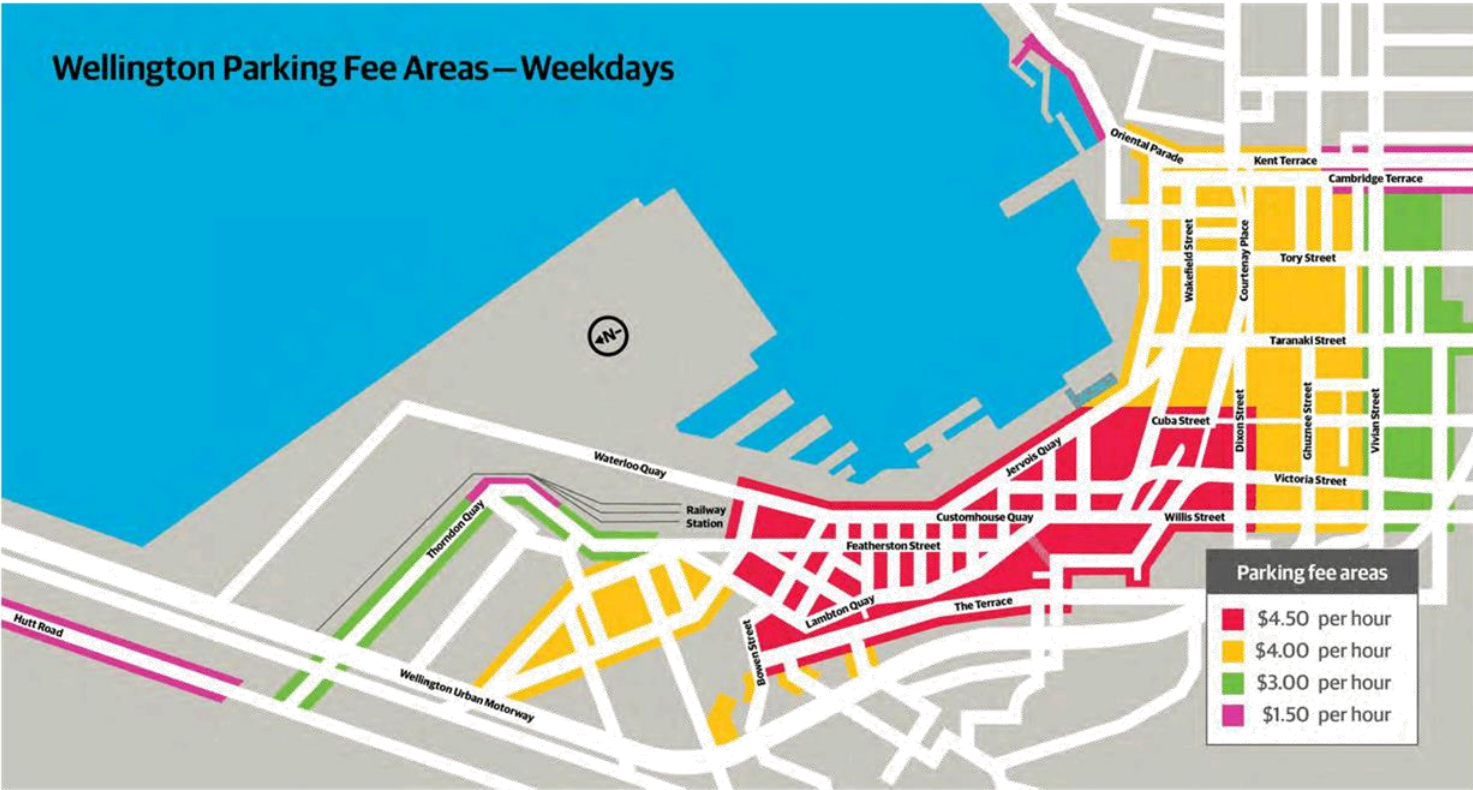 Wellington Parking Fee Areas – Weekdays
Oriental Parade
Kent Terrace
Cambridge Terrace
Wakefield Street
Courtenay Place
Tory Street
Taranaki Street
N
Cuba Street
Dixon Street
Ghuznee Street
Vivian Street
Jervois Quay
Waterloo Quay
Victoria Street
Railway
Station
Customhouse Quay
Willis Street
Thorndon Quay
Featherston Street
Lambton Quay
The Terrace
Bowen Street
Hutt Road
Wellington Urban Motorway
Parking fee areas
$4.50 per hour
$4.00 per hour
$3.00 per hour
$1.50 per hour